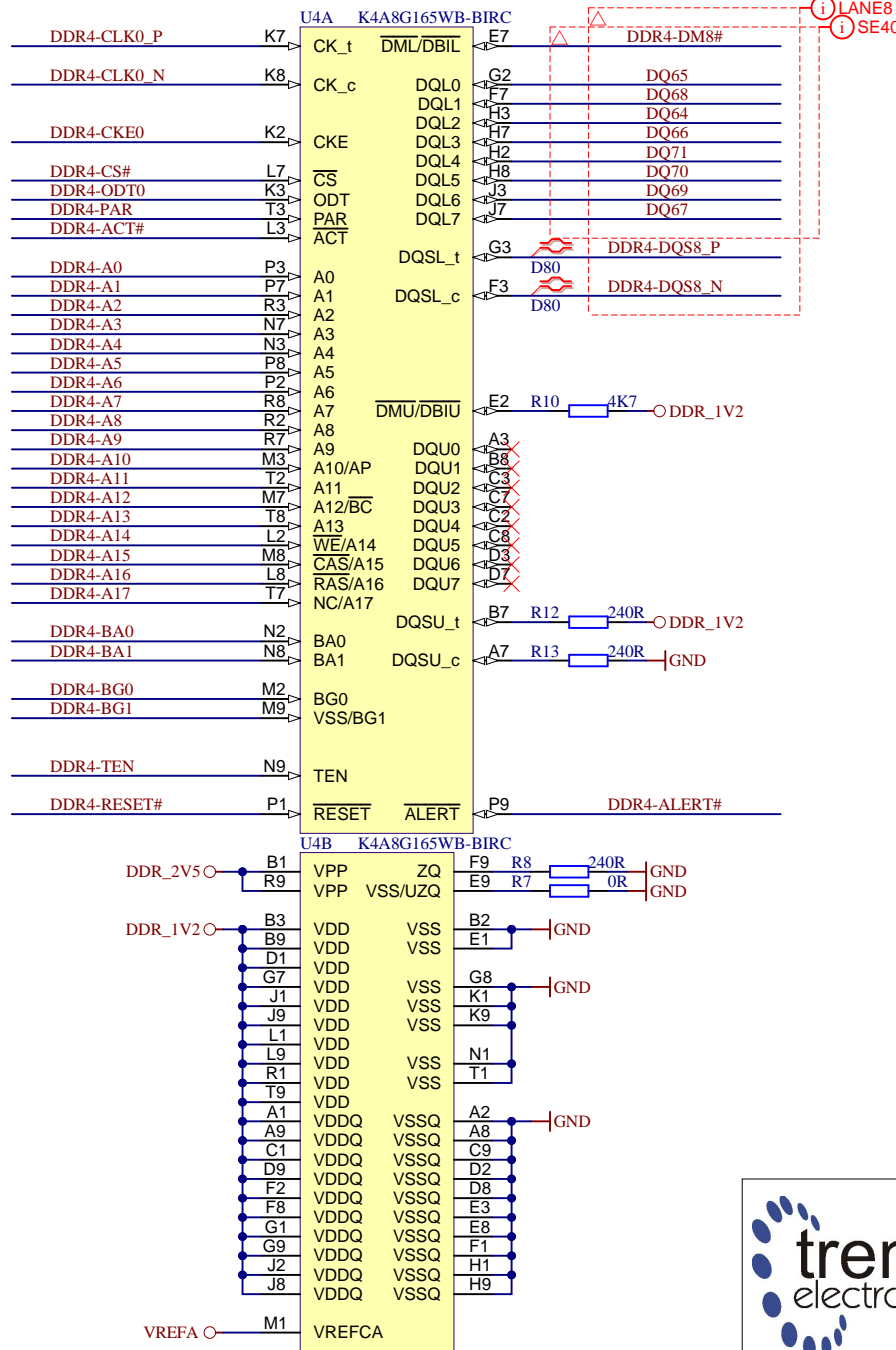 U4A K4A8G165WB-BIRC
LANE8
SE40
DDR4-CLK0_P K7 CK_t DML/DBIL E7 DDR4-DM8#
DDR4-CLK0_N K8 CK_c DQL0 G2 DQ65
DQL1 F7 DQ68
DQL2 H3 DQ64
DDR4-CKE0 K2 CKE DQL3 H7 DQ66
DQL4 H2 DQ71
DDR4-CS# L7 CS DQL5 H8 DQ70
DDR4-ODT0 K3 ODT DQL6 J3 DQ69
DDR4-PAR T3 PAR DQL7 J7 DQ67
DDR4-ACT# L3 ACT
DQSL_t G3 D80 DDR4-DQS8_P
DDR4-A0 P3 A0
DDR4-A1 P7 A1 DQSL_c F3 D80 DDR4-DQS8_N
DDR4-A2 R3 A2
DDR4-A3 N7 A3
DDR4-A4 N3 A4
DDR4-A5 P8 A5
DDR4-A6 P2 A6
DDR4-A7 R8 A7 DMU/DBIU E2 R10 4K7 DDR_1V2
DDR4-A8 R2 A8
DDR4-A9 R7 A9 DQU0 A3
DDR4-A10 M3 A10/AP DQU1 B8
DDR4-A11 T2 A11 DQU2 C3
DDR4-A12 M7 A12/BC DQU3 C7
DDR4-A13 T8 A13 DQU4 C2
DDR4-A14 L2 WE/A14 DQU5 C8
DDR4-A15 M8 CAS/A15 DQU6 D3
DDR4-A16 L8 RAS/A16 DQU7 D7
DDR4-A17 T7 NC/A17
DQSU_t B7 R12 240R DDR_1V2
DDR4-BA0 N2 BA0
DDR4-BA1 N8 BA1 DQSU_c A7 R13 240R GND
DDR4-BG0 M2 BG0
DDR4-BG1 M9 VSS/BG1
DDR4-TEN N9 TEN
DDR4-RESET# P1 RESET ALERT P9 DDR4-ALERT#
U4B K4A8G165WB-BIRC
DDR_2V5 B1 VPP ZQ F9 R8 240R GND
R9 VPP VSS/UZQ E9 R7 0R GND
DDR_1V2 B3 VDD VSS B2 GND
B9 VDD VSS E1
D1 VDD
G7 VDD VSS G8 GND
J1 VDD VSS K1
J9 VDD VSS K9
L1 VDD
L9 VDD VSS N1
R1 VDD VSS T1
T9 VDD
A1 VDDQ VSSQ A2 GND
A9 VDDQ VSSQ A8
C1 VDDQ VSSQ C9
D9 VDDQ VSSQ D2
F2 VDDQ VSSQ D8
F8 VDDQ VSSQ E3
G1 VDDQ VSSQ E8
G9 VDDQ VSSQ F1
J2 VDDQ VSSQ H1
J8 VDDQ VSSQ H9
VREFA M1 VREFCA